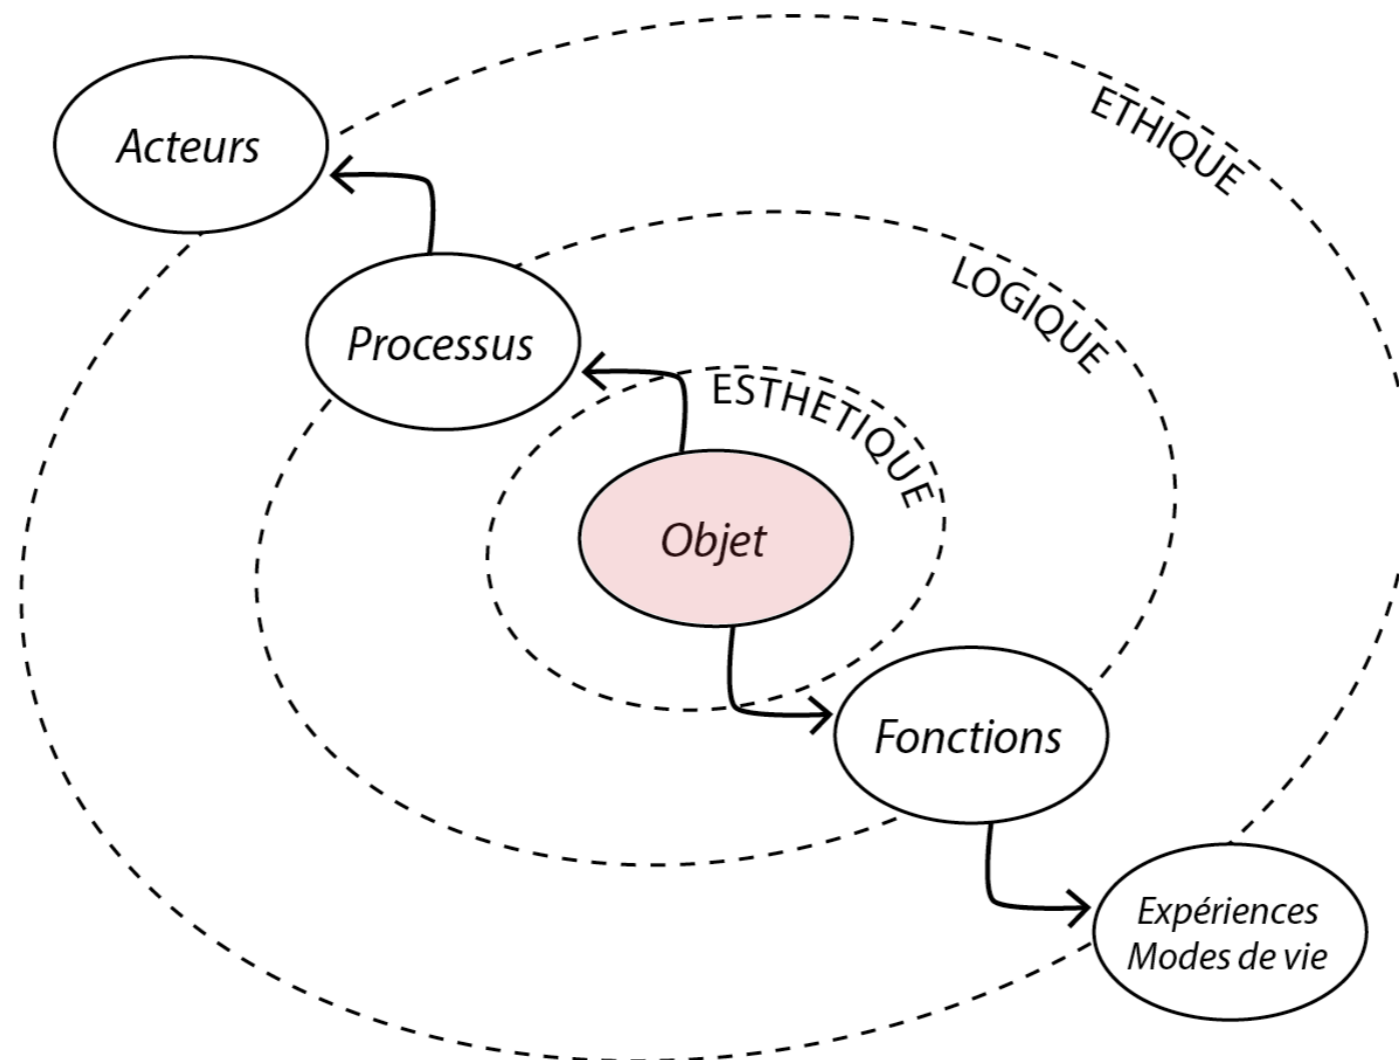 ETHIQUE
Acteurs
LOGIQUE
Processus
ESTHETIQUE
Objet
Fonctions
Expériences
Modes de vie